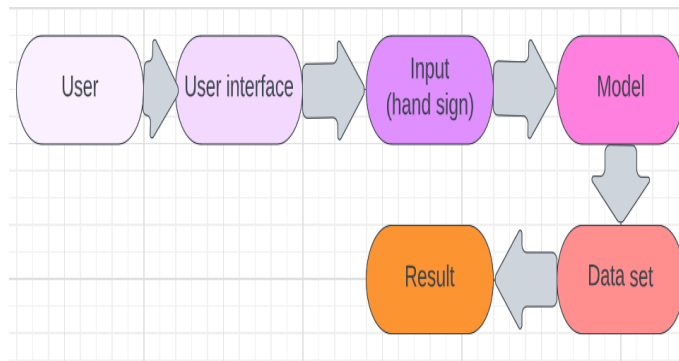 User
User interface
Input
(hand sign)
Model
Result
Data set